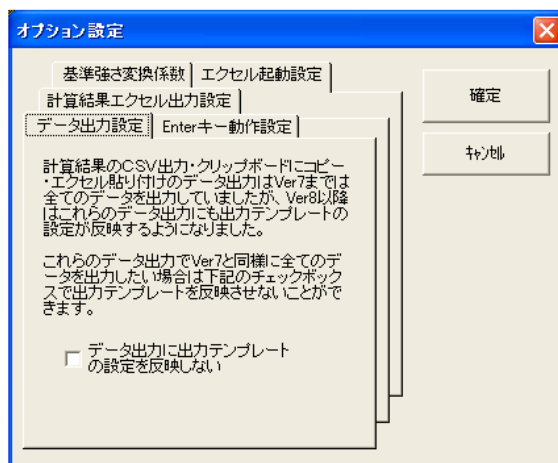 オプション設定
基準強さ変換係数
エクセル起動設定
計算結果エクセル出力設定
データ出力設定
Enterキー動作設定
計算結果のCSV出力・クリップボードにコピー
・エクセル貼り付けのデータ出力はVer7までは
全てのデータを出力していましたが、Ver8以降
はこれらのデータ出力にも出力テンプレートの
設定が反映するようになりました。
これらのデータ出力でVer7と同様に全てのデ
ータを出力したい場合は下記のチェックボック
スで出力テンプレートを反映させないことがで
きます。
データ出力に出力テンプレート
の設定を反映しない
確定
キャンセル